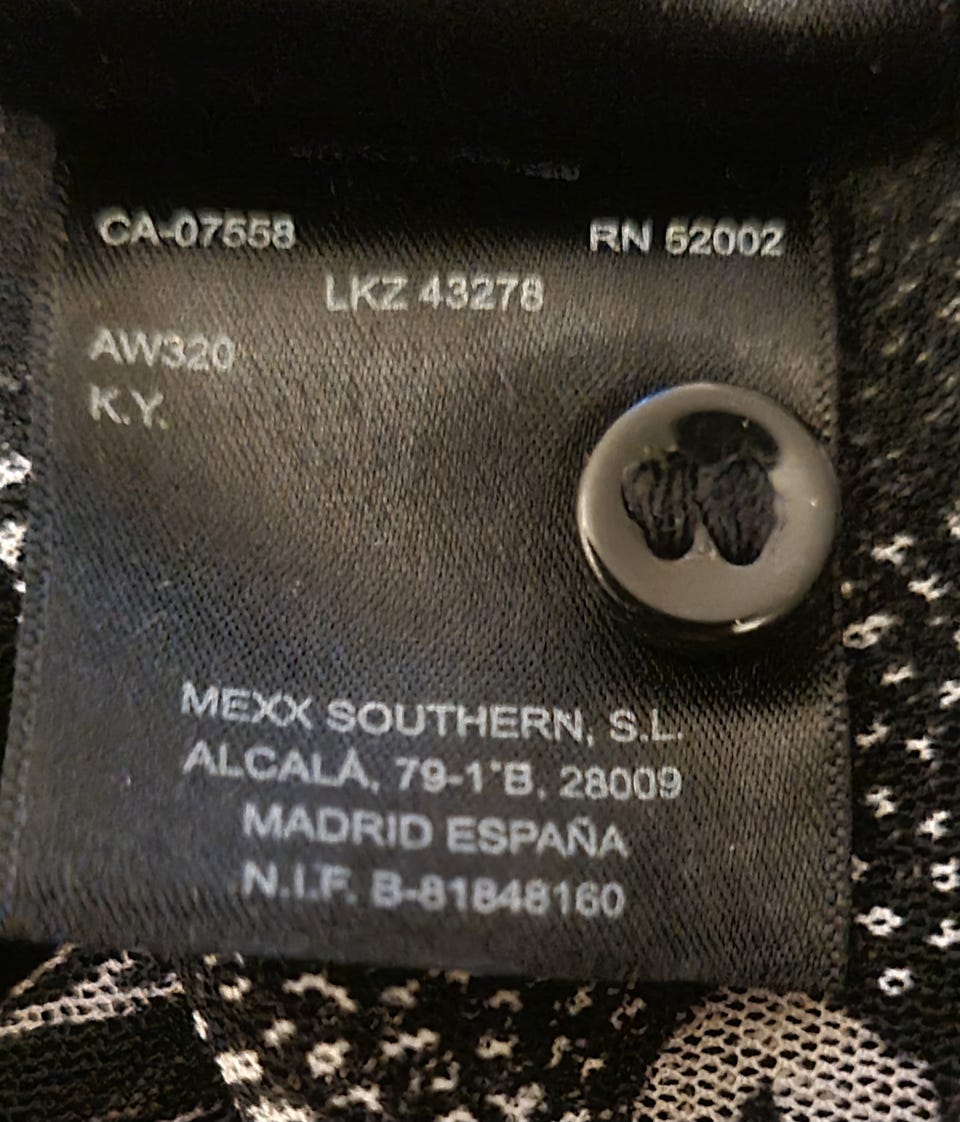 CA-07558
RN 52002
LKZ 43278
AW320
K.Y.
MEXX SOUTHERN, S.L.
ALCALÁ, 79-1°B, 28009
MADRID ESPAÑA
N.I.F. B-81848160